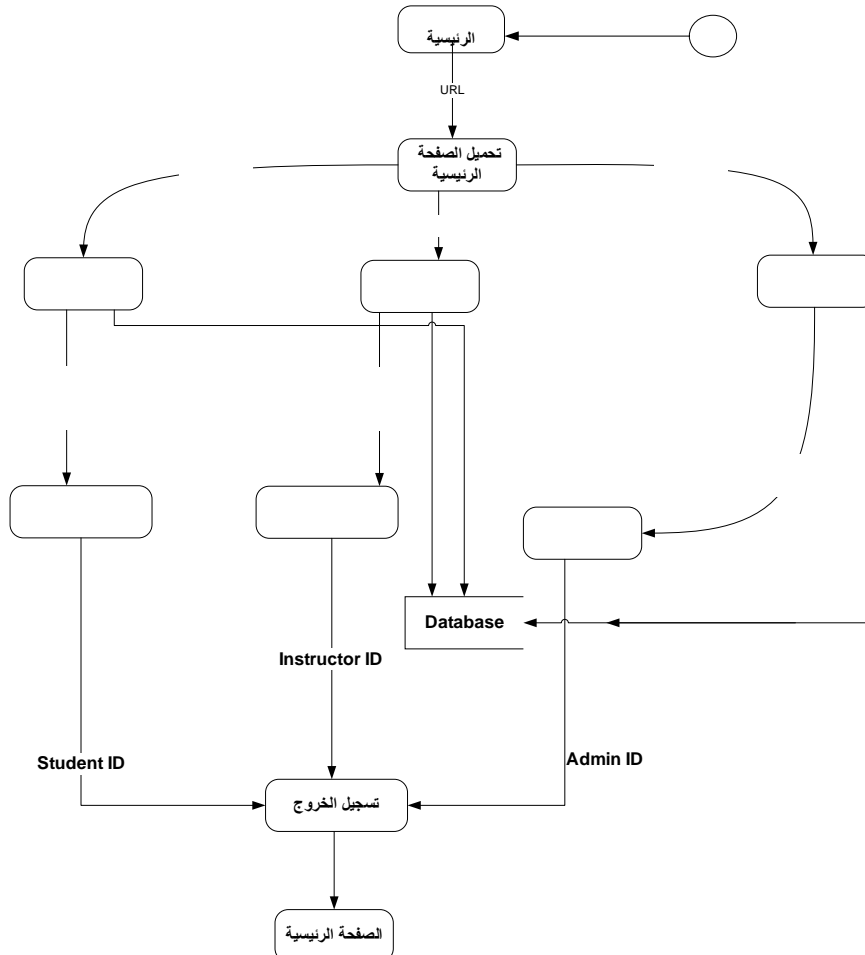 الرئيسية
URL
تحميل الصفحة
الرئيسية
Database
Instructor ID
Student ID
Admin ID
تسجيل الخروج
الصفحة الرئيسية